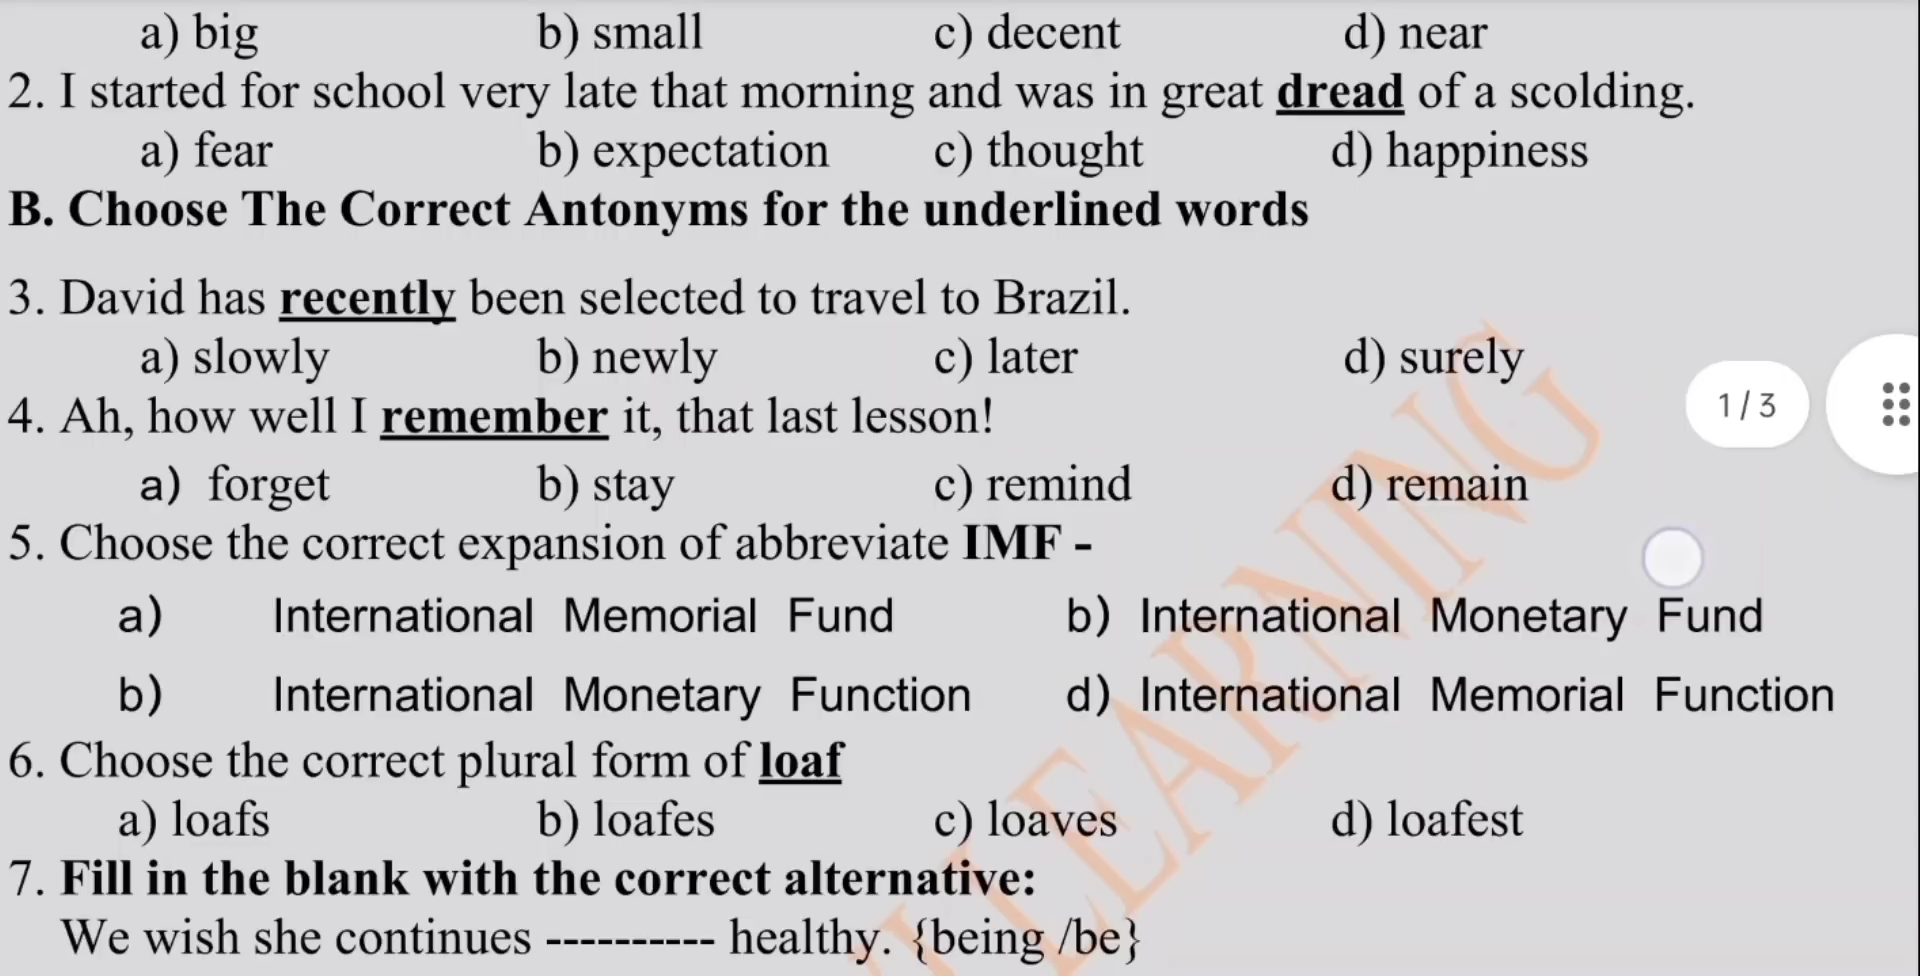 a) big b) small c) decent d) near
2. I started for school very late that morning and was in great dread of a scolding.
a) fear b) expectation c) thought d) happiness
B. Choose The Correct Antonyms for the underlined words
3. David has recently been selected to travel to Brazil.
a) slowly b) newly c) later d) surely
1/3
4. Ah, how well I remember it, that last lesson!
a) forget b) stay c) remind d) remain
5. Choose the correct expansion of abbreviate IMF -
a) International Memorial Fund b) International Monetary Fund
b) International Monetary Function d) International Memorial Function
6. Choose the correct plural form of loaf
a) loafs b) loafes c) loaves d) loafest
7. Fill in the blank with the correct alternative:
We wish she continues ---------- healthy. {being /be}
LEARNING